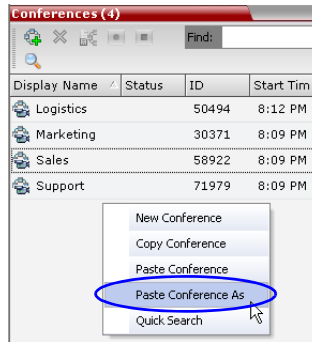 Conferences (4)
Find:
Display Name Status ID Start Tim
Logistics 50494 8:12 PM
Marketing 30371 8:09 PM
Sales 58922 8:09 PM
Support 71979 8:09 PM
New Conference
Copy Conference
Paste Conference
Paste Conference As
Quick Search